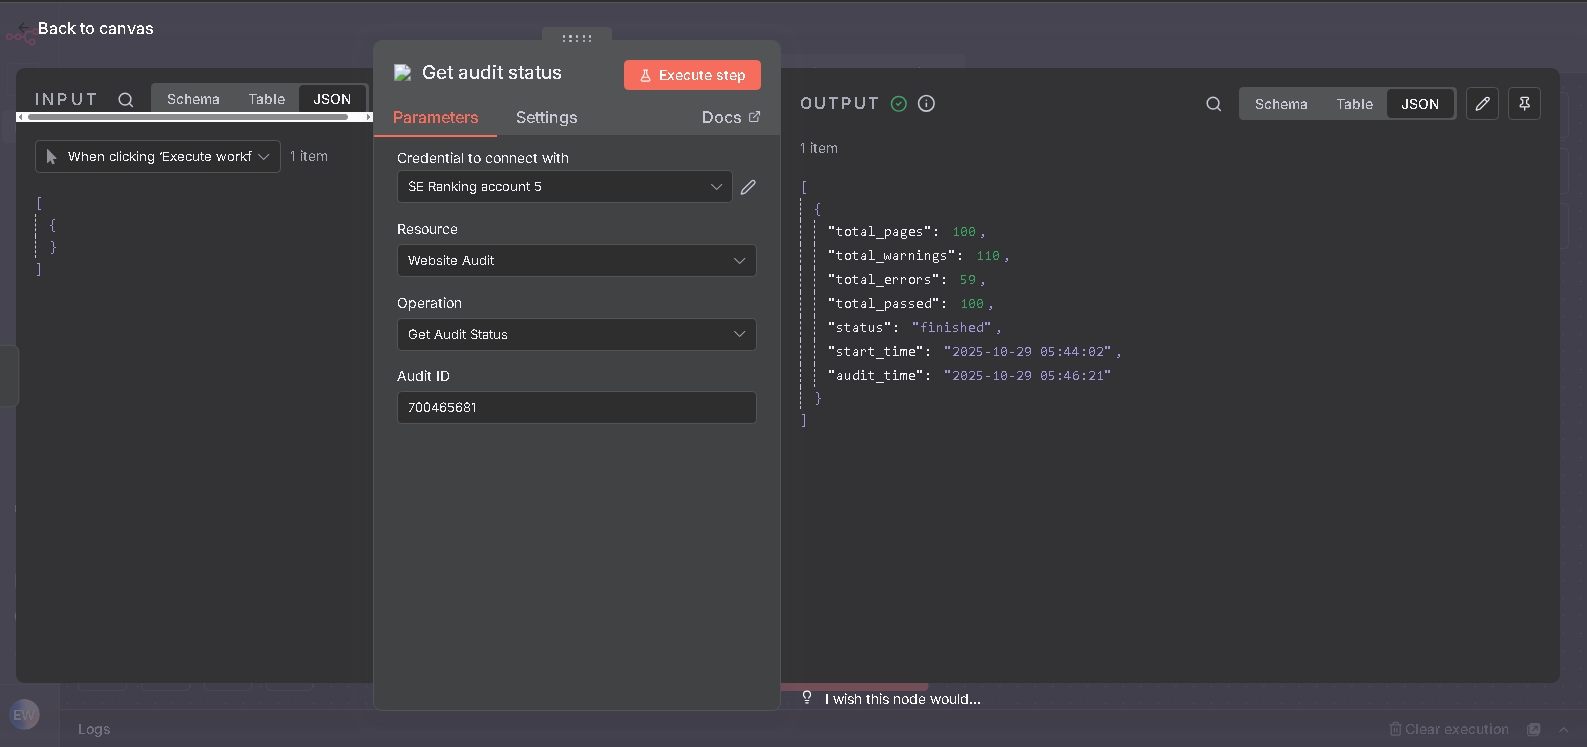 Back to canvas
INPUT
Schema
Table
JSON
When clicking 'Execute workf
1 item
[
{
}
]
Get audit status
Execute step
Parameters
Settings
Docs
Credential to connect with
SE Ranking account 5
Resource
Website Audit
Operation
Get Audit Status
Audit ID
700465681
OUTPUT
Schema
Table
JSON
1 item
[
{
"total_pages": 100,
"total_warnings": 110,
"total_errors": 59,
"total_passed": 100,
"status": "finished",
"start_time": "2025-10-29 05:44:02",
"audit_time": "2025-10-29 05:46:21"
}
]
I wish this node would...
EW
Logs
Clear execution